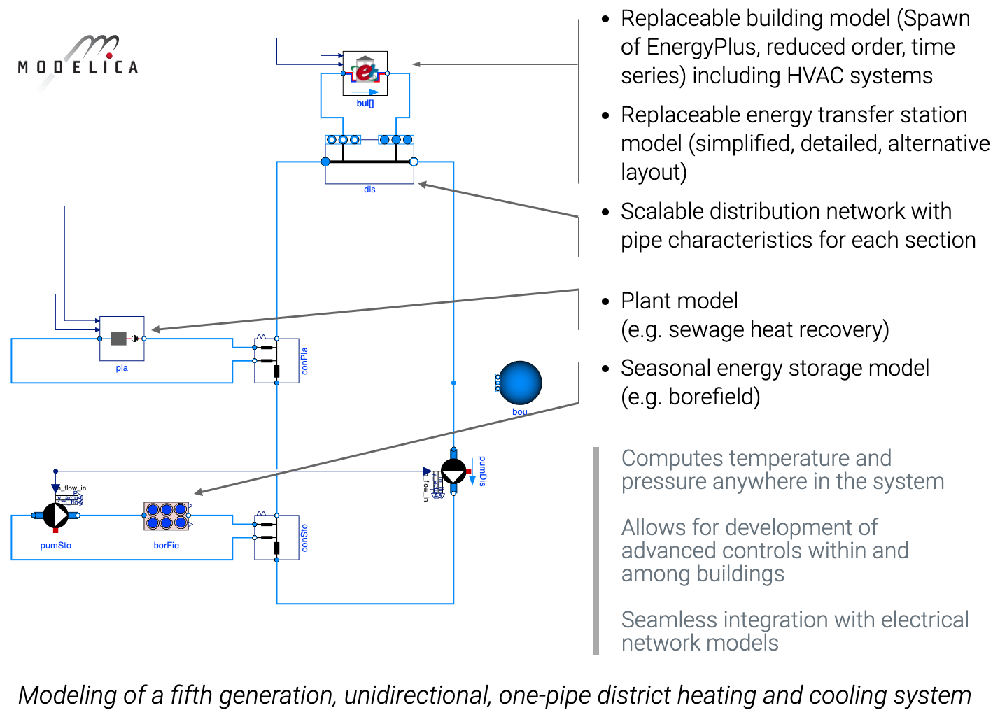 MODELICA
bui[]
dis
pla
conPla
bou
pumDis
m_flow_in
pumSto
borFie
conSto
• Replaceable building model (Spawn
of EnergyPlus, reduced order, time
series) including HVAC systems
• Replaceable energy transfer station
model (simplified, detailed, alternative
layout)
• Scalable distribution network with
pipe characteristics for each section
• Plant model
(e.g. sewage heat recovery)
• Seasonal energy storage model
(e.g. borefield)
Computes temperature and
pressure anywhere in the system
Allows for development of
advanced controls within and
among buildings
Seamless integration with electrical
network models
Modeling of a fifth generation, unidirectional, one-pipe district heating and cooling system